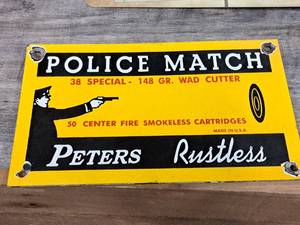 POLICE MATCH
38 SPECIAL - 148 GR. WAD CUTTER
50 CENTER FIRE SMOKELESS CARTRIDGES
MADE IN U.S.A.
PETERS Rustless